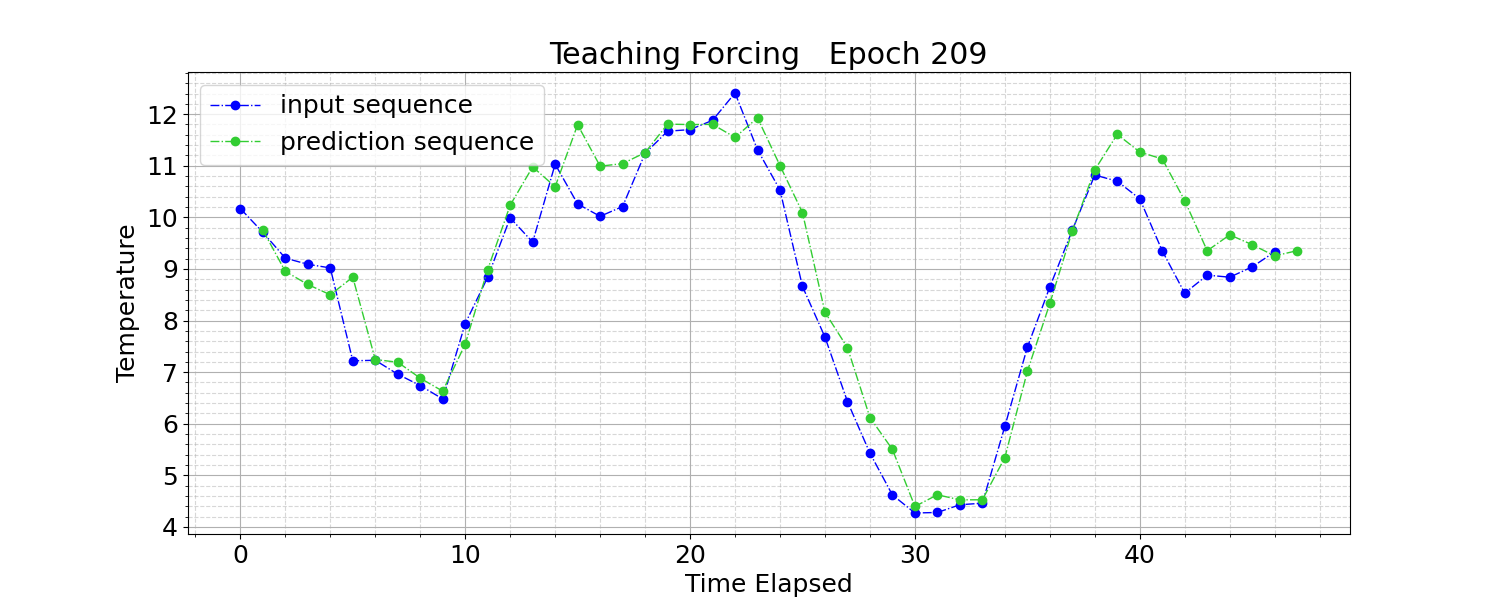 Teaching Forcing   Epoch 209
input sequence
prediction sequence
Temperature
12
11
10
9
8
7
6
5
4
0 10 20 30 40
Time Elapsed